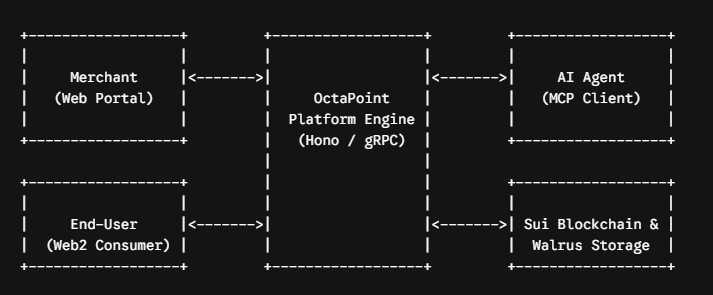 Merchant
(Web Portal)
OctaPoint
Platform Engine
(Hono / gRPC)
AI Agent
(MCP Client)
End-User
(Web2 Consumer)
Sui Blockchain &
Walrus Storage